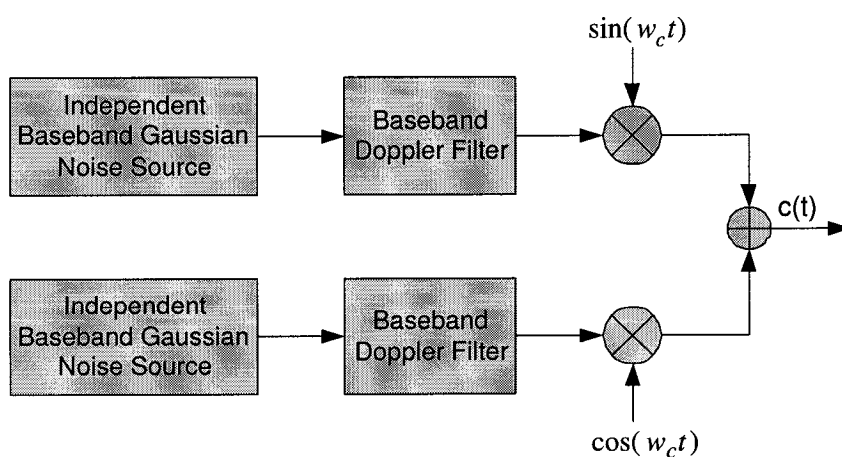 sin(w_c t)
Independent
Baseband Gaussian
Noise Source
Baseband
Doppler Filter
c(t)
Independent
Baseband Gaussian
Noise Source
Baseband
Doppler Filter
cos(w_c t)